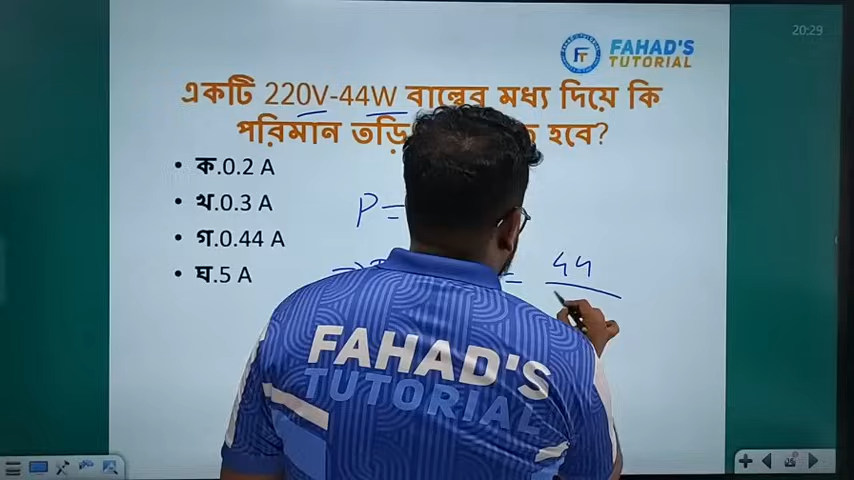 20:29
FAHAD'S
TUTORIAL
একটি 220V-44W বাল্বের মধ্য দিয়ে কি
পরিমান হবে?
ক.0.2 A
খ.0.3 A
গ.0.44 A
ঘ.5 A
P=
= 44
FAHAD'S
TUTORIAL